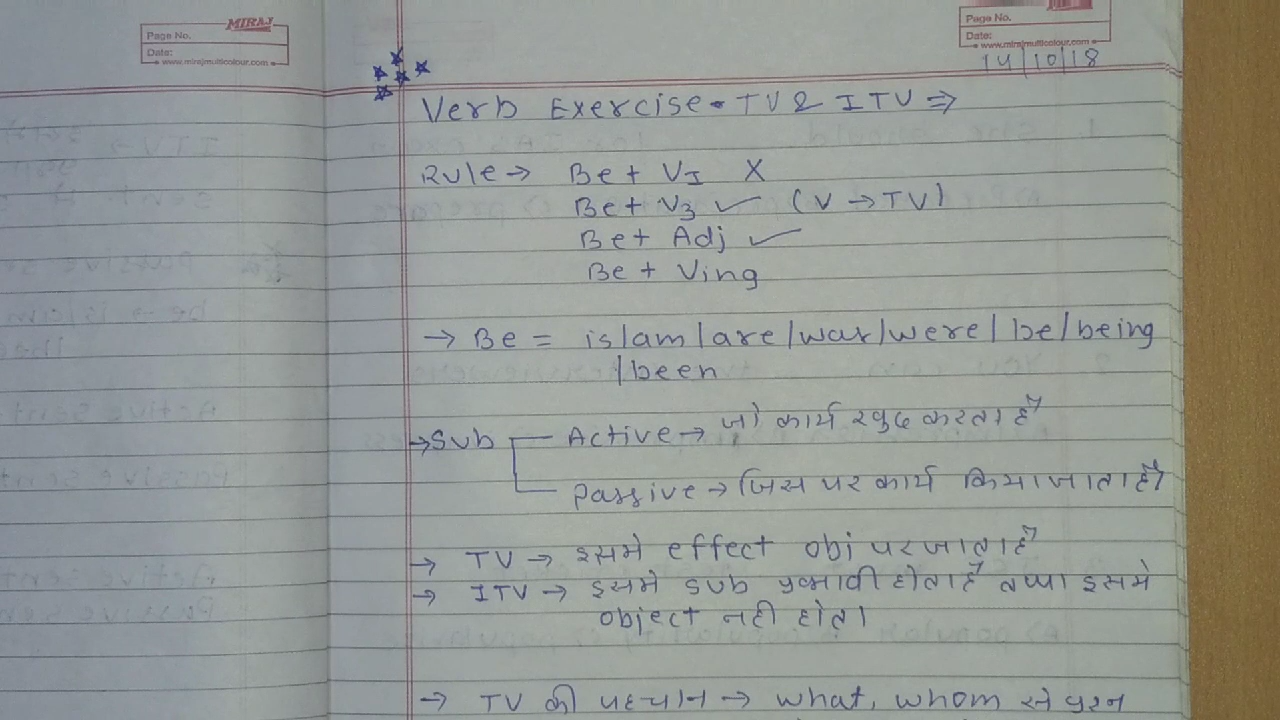 MIRAJ
Page No.
Date:
www.mirajmulticolour.com
Page No.
Date:
www.mirajmulticolour.com
14/10/18
Verb Exercise - TV & ITV ⇒
Rule → Be + V1 X
Be + V3 ✓ (V → TV)
Be + Adj ✓
Be + Ving
→ Be = is/am/are/was/were/be/being
/been
→ Sub Active → जो कार्य खुद करता है
Passive → जिस पर कार्य किया जाता है
→ TV → इसमे effect obj पर जाता है
→ ITV → इसमे sub प्रभावी होता है तथा इसमे
object नही होता
→ TV की पहचान → what, whom से प्रश्न